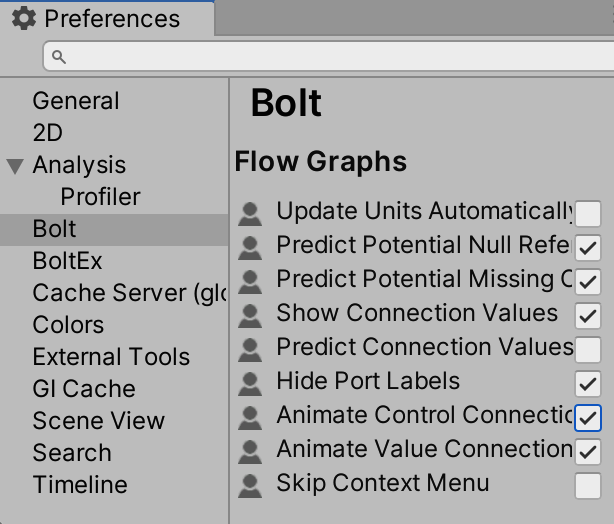 Preferences
General
2D
Analysis
Profiler
Bolt
BoltEx
Cache Server (glo
Colors
External Tools
GI Cache
Scene View
Search
Timeline
Bolt
Flow Graphs
Update Units Automatically
Predict Potential Null Refe
Predict Potential Missing C
Show Connection Values
Predict Connection Values
Hide Port Labels
Animate Control Connectio
Animate Value Connection
Skip Context Menu